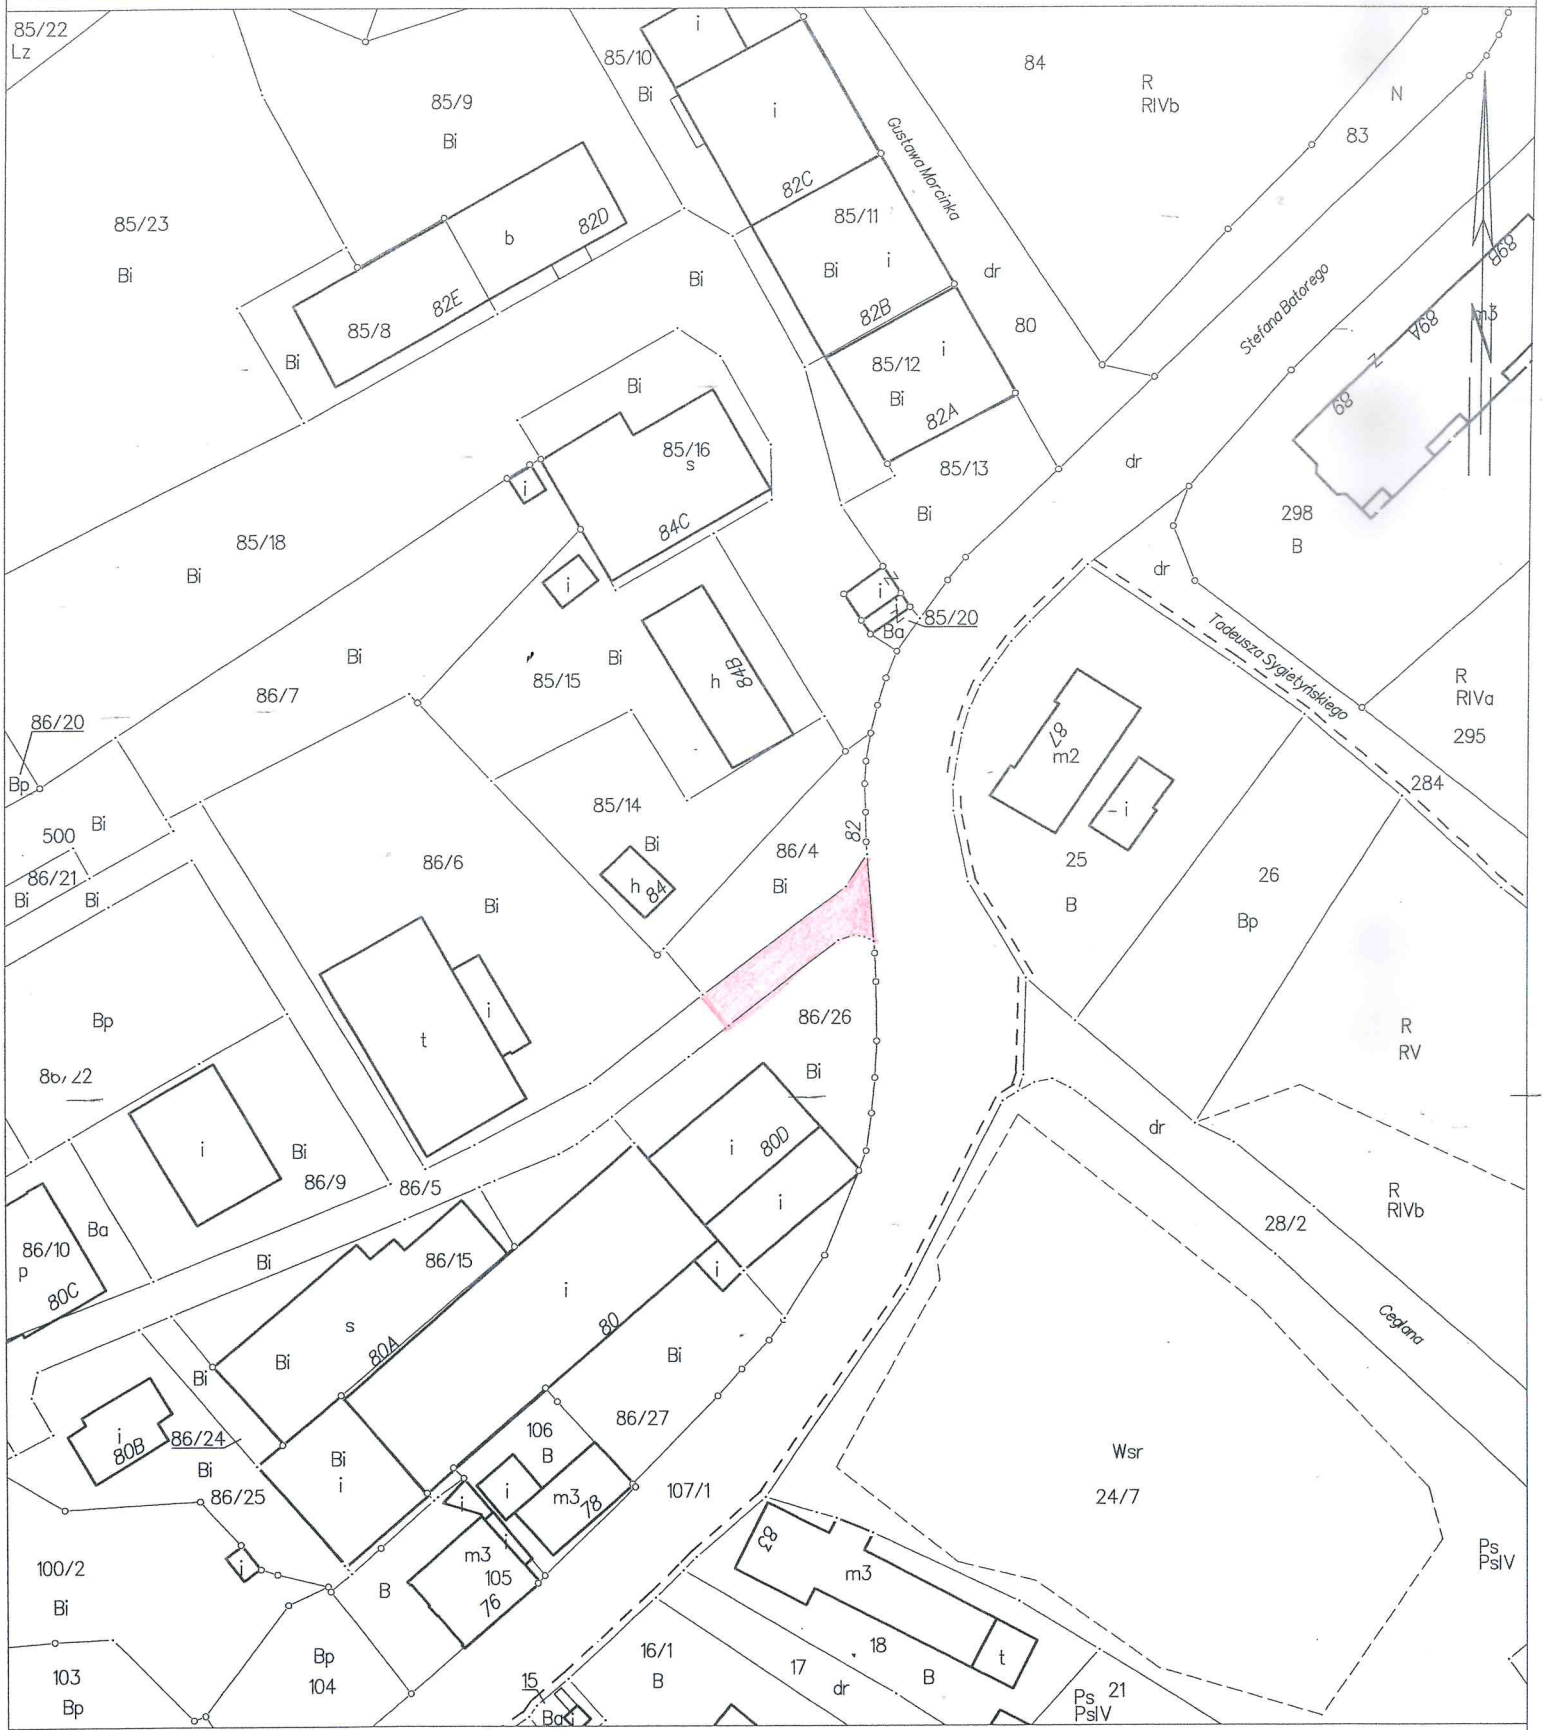 85/22
Lz
85/9
Bi
85/10
Bi
i
i
84
R
RIVb
N
83
Gustawa Morcinka
82C
85/11
Bi
i
82B
85/23
Bi
b
82D
82E
85/8
Bi
Bi
dr
80
Stefana Batorego
89B
89A
m3
Z
89
N
85/12
i
Bi
82A
Bi
85/16
s
i
84C
85/13
Bi
dr
298
B
85/18
Bi
i
dr
i
Z
Z
Ba
85/20
Tadeusza Sygietyńskiego
Bi
Bi
85/15
h
84B
86/7
R
RIVa
295
284
86/20
Bp
87
m2
i
500
Bi
85/14
Bi
h
84
82
86/4
Bi
86/6
Bi
25
B
26
Bp
86/21
Bi
Bi
t
i
86/26
Bi
Bp
R
RV
86/22
i
Bi
86/9
86/5
i
80D
i
dr
R
RIVb
28/2
Ceglana
86/10
p
80C
Ba
Bi
86/15
s
80A
Bi
i
80
i
Bi
Bi
i
80B
86/24
Bi
86/25
Bi
i
106
B
86/27
i
m3
78
107/1
i
i
m3
105
76
B
Wsr
24/7
83
m3
Ps
PsIV
100/2
Bi
i
Bp
104
103
Bp
16/1
B
15
Ba
i
17
dr
18
B
t
Ps
PsIV
21